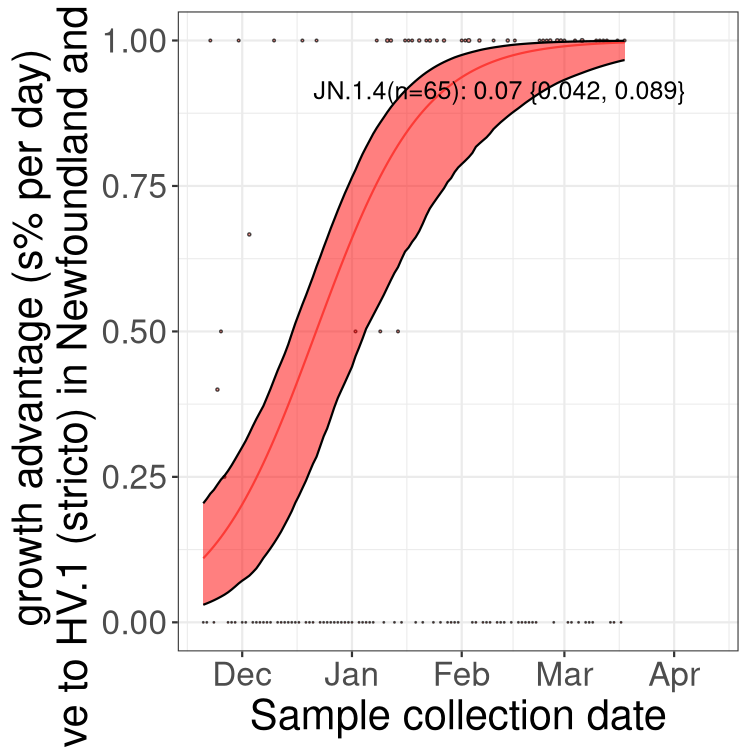 growth advantage (s% per day)
ve to HV.1 (stricto) in Newfoundland and
1.00
0.75
0.50
0.25
0.00
JN.1.4(n=65): 0.07 {0.042, 0.089}
Dec Jan Feb Mar Apr
Sample collection date